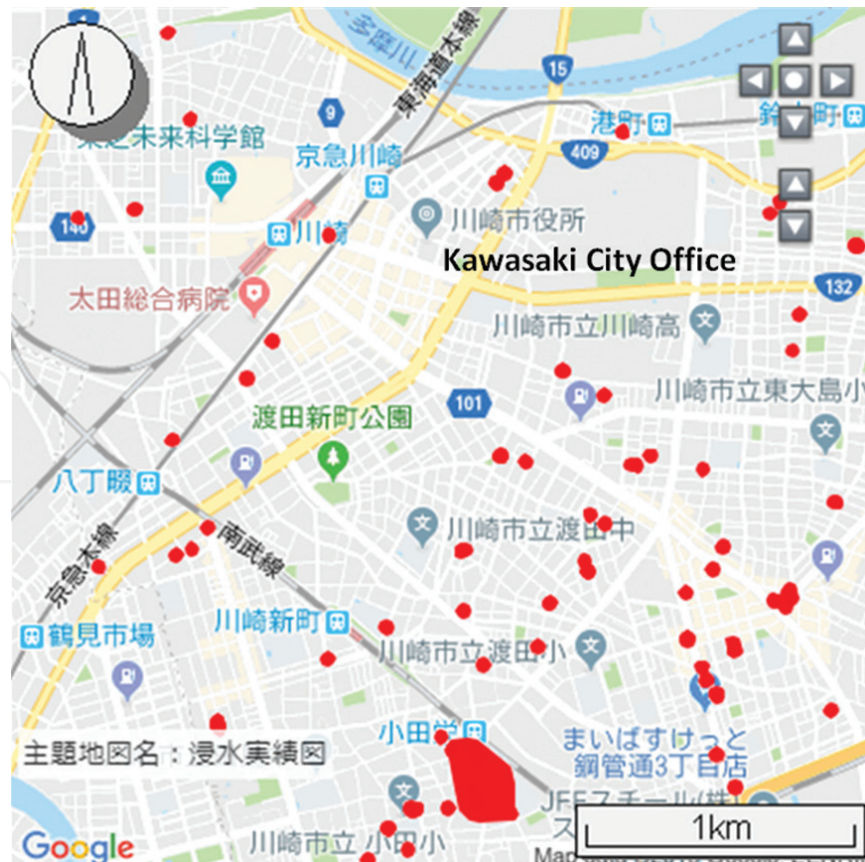 多摩川
東海道本線
15
9
港町
鈴木町
409
京急川崎
140
川崎
川崎市役所
Kawasaki City Office
132
太田総合病院
川崎市立川崎高
101
川崎市立東大島小
渡田新町公園
八丁畷
川崎市立渡田中
南武線
京急本線
川崎新町
鶴見市場
川崎市立渡田小
小田栄
主題地図名：浸水実績図
まいばすけっと
鋼管通3丁目店
JFEスチール(株)
川崎市立 小田小
1km
Google